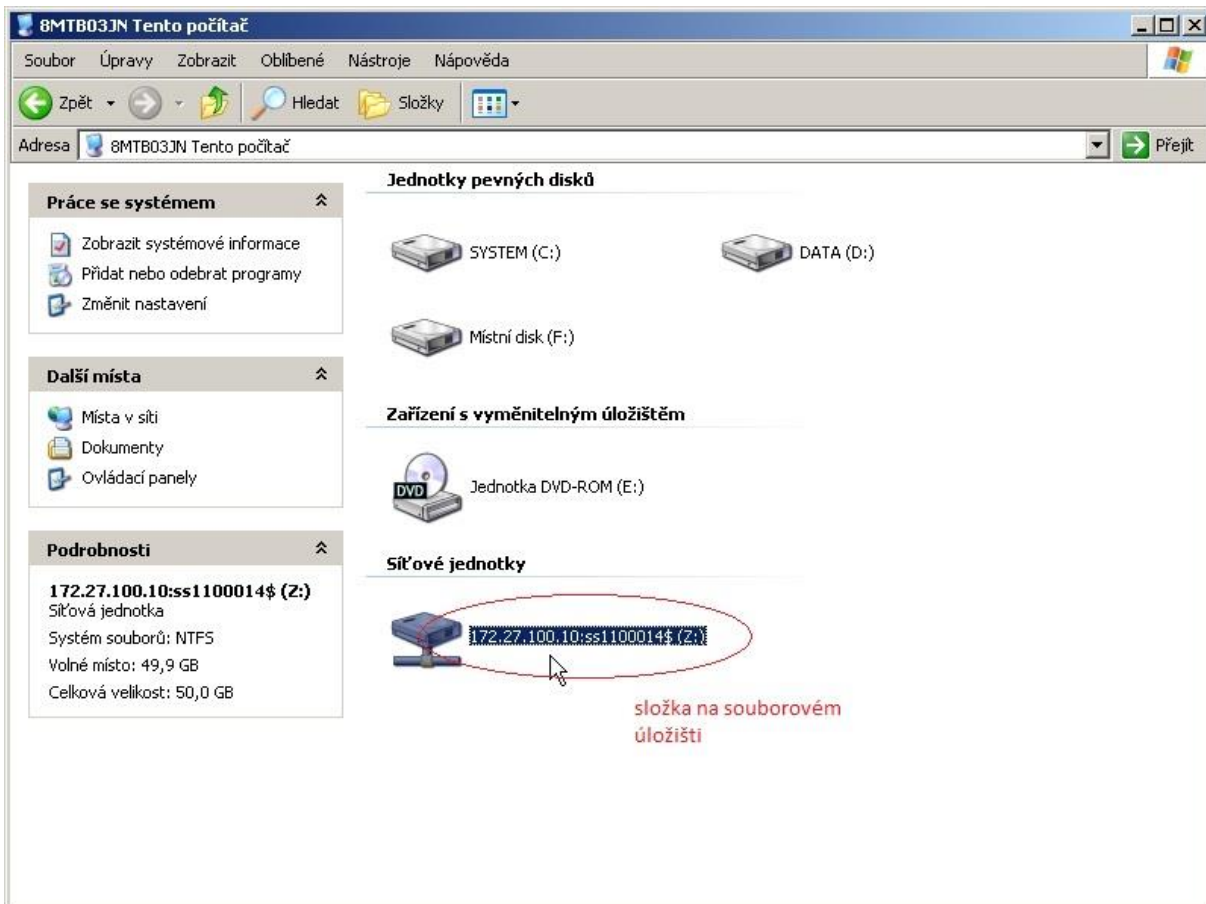 8MTB03JN Tento počítač
Soubor Úpravy Zobrazit Oblíbené Nástroje Nápověda
Zpět Hledat Složky
Adresa 8MTB03JN Tento počítač Přejít
Práce se systémem
Zobrazit systémové informace
Přidat nebo odebrat programy
Změnit nastavení
Další místa
Místa v síti
Dokumenty
Ovládací panely
Podrobnosti
172.27.100.10:ss1100014$ (Z:)
Síťová jednotka
Systém souborů: NTFS
Volné místo: 49,9 GB
Celková velikost: 50,0 GB
Jednotky pevných disků
SYSTEM (C:) DATA (D:)
Místní disk (F:)
Zařízení s vyměnitelným úložištěm
DVD Jednotka DVD-ROM (E:)
Síťové jednotky
172.27.100.10:ss1100014$ (Z:)
složka na souborovém
úložišti